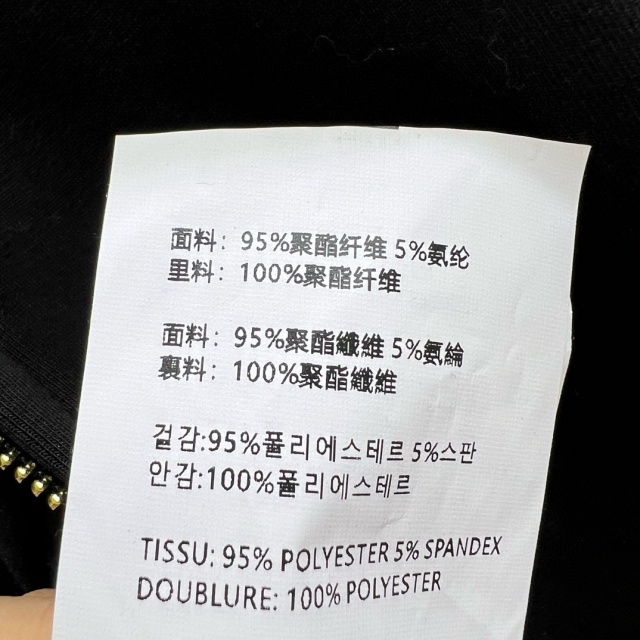 面料：95%聚酯纤维 5%氨纶
里料：100%聚酯纤维
面料：95%聚酯纖維 5%氨綸
裏料：100%聚酯纖維
겉감:95%폴리에스테르 5%스판
안감:100%폴리에스테르
TISSU: 95% POLYESTER 5% SPANDEX
DOUBLURE: 100% POLYESTER